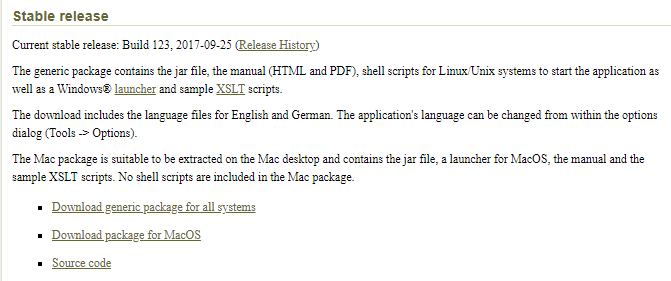 Stable release
Current stable release: Build 123, 2017-09-25 (Release History)
The generic package contains the jar file, the manual (HTML and PDF), shell scripts for Linux/Unix systems to start the application as
well as a Windows® launcher and sample XSLT scripts.
The download includes the language files for English and German. The application's language can be changed from within the options
dialog (Tools -> Options).
The Mac package is suitable to be extracted on the Mac desktop and contains the jar file, a launcher for MacOS, the manual and the
sample XSLT scripts. No shell scripts are included in the Mac package.
Download generic package for all systems
Download package for MacOS
Source code